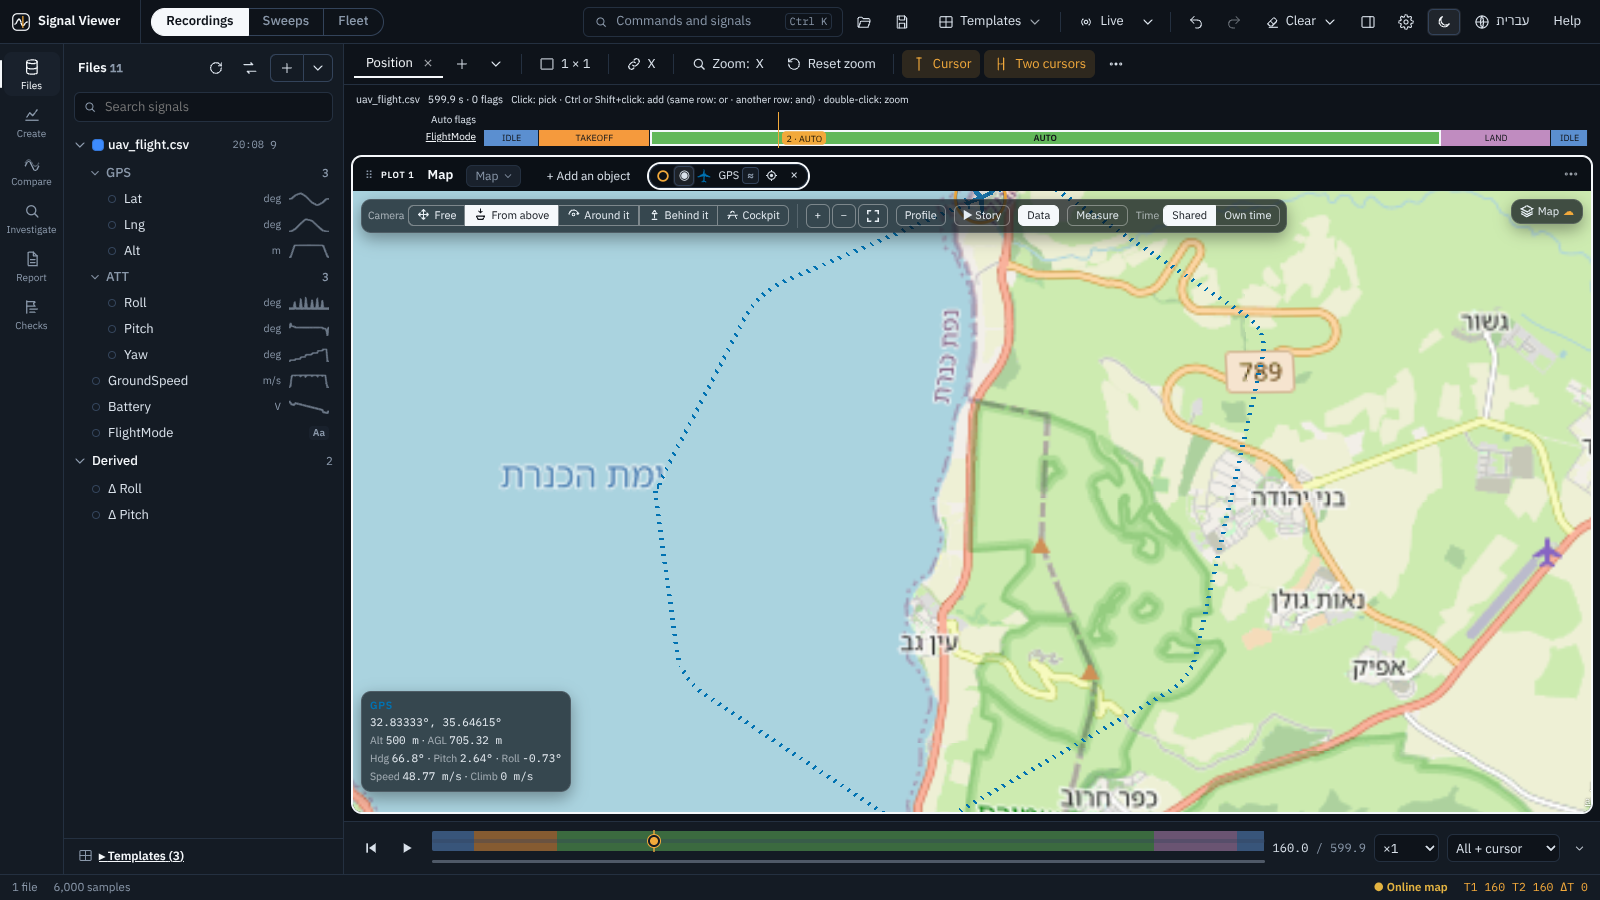 Signal Viewer
Recordings
Sweeps
Fleet
Commands and signals
Ctrl K
Templates
Live
Clear
עברית
Help
Files
Create
Compare
Investigate
Report
Checks
Files 11
Search signals
uav_flight.csv 20:08 9
GPS 3
Lat deg
Lng deg
Alt m
ATT 3
Roll deg
Pitch deg
Yaw deg
GroundSpeed m/s
Battery V
FlightMode Aa
Derived 2
Δ Roll
Δ Pitch
▸ Templates (3)
Position ×
1 × 1
X
Zoom: X
Reset zoom
Cursor
Two cursors
uav_flight.csv 599.9 s · 0 flags Click: pick · Ctrl or Shift+click: add (same row: or · another row: and) · double-click: zoom
Auto flags
FlightMode IDLE TAKEOFF 2 · AUTO AUTO LAND IDLE
PLOT 1 Map Map + Add an object GPS ×
Camera Free From above Around it Behind it Cockpit + − Profile Story Data Measure Time Shared Own time
Map
נפת כנרת
גשור
789
בני יהודה
נאות גולן
עין גב
אפיק
כפר חרוב
GPS
32.83333°, 35.64615°
Alt 500 m · AGL 705.32 m
Hdg 66.8° · Pitch 2.64° · Roll -0.73°
Speed 48.77 m/s · Climb 0 m/s
160.0 / 599.9
×1
All + cursor
1 file 6,000 samples
Online map T1 160 T2 160 ΔT 0